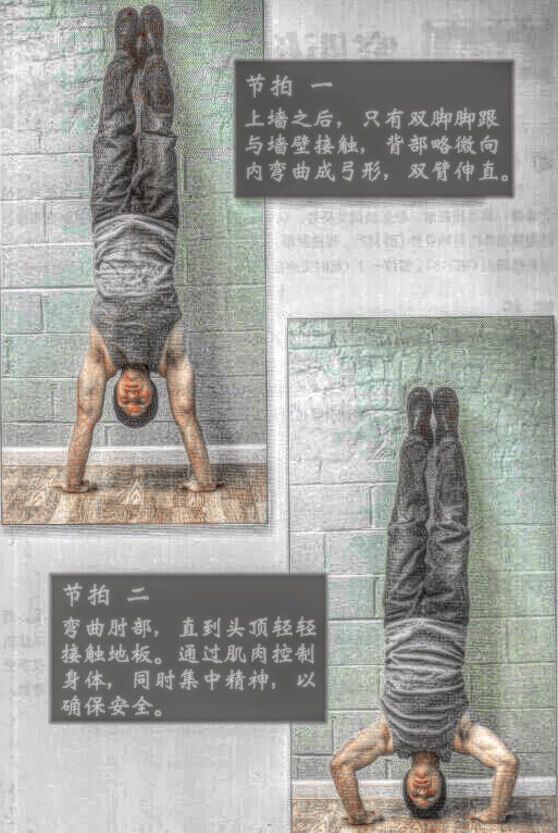 节拍 一
上墙之后，只有双脚脚跟
与墙壁接触，背部略微向
内弯曲成弓形，双臂伸直。
节拍 二
弯曲肘部，直到头顶轻轻
接触地板。通过肌肉控制
身体，同时集中精神，以
确保安全。